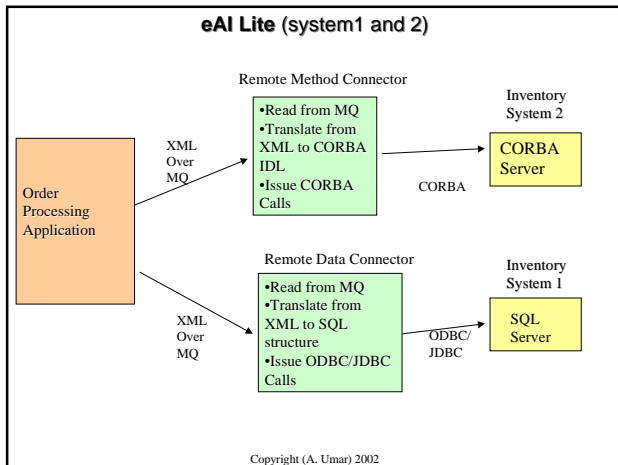 eAI Lite (system1 and 2)
Remote Method Connector
•Read from MQ
•Translate from
XML to CORBA
IDL
•Issue CORBA
Calls
Inventory
System 2
CORBA
Server
XML
Over
MQ
CORBA
Order
Processing
Application
Remote Data Connector
•Read from MQ
•Translate from
XML to SQL
structure
•Issue ODBC/JDBC
Calls
Inventory
System 1
SQL
Server
XML
Over
MQ
ODBC/
JDBC
Copyright (A. Umar) 2002